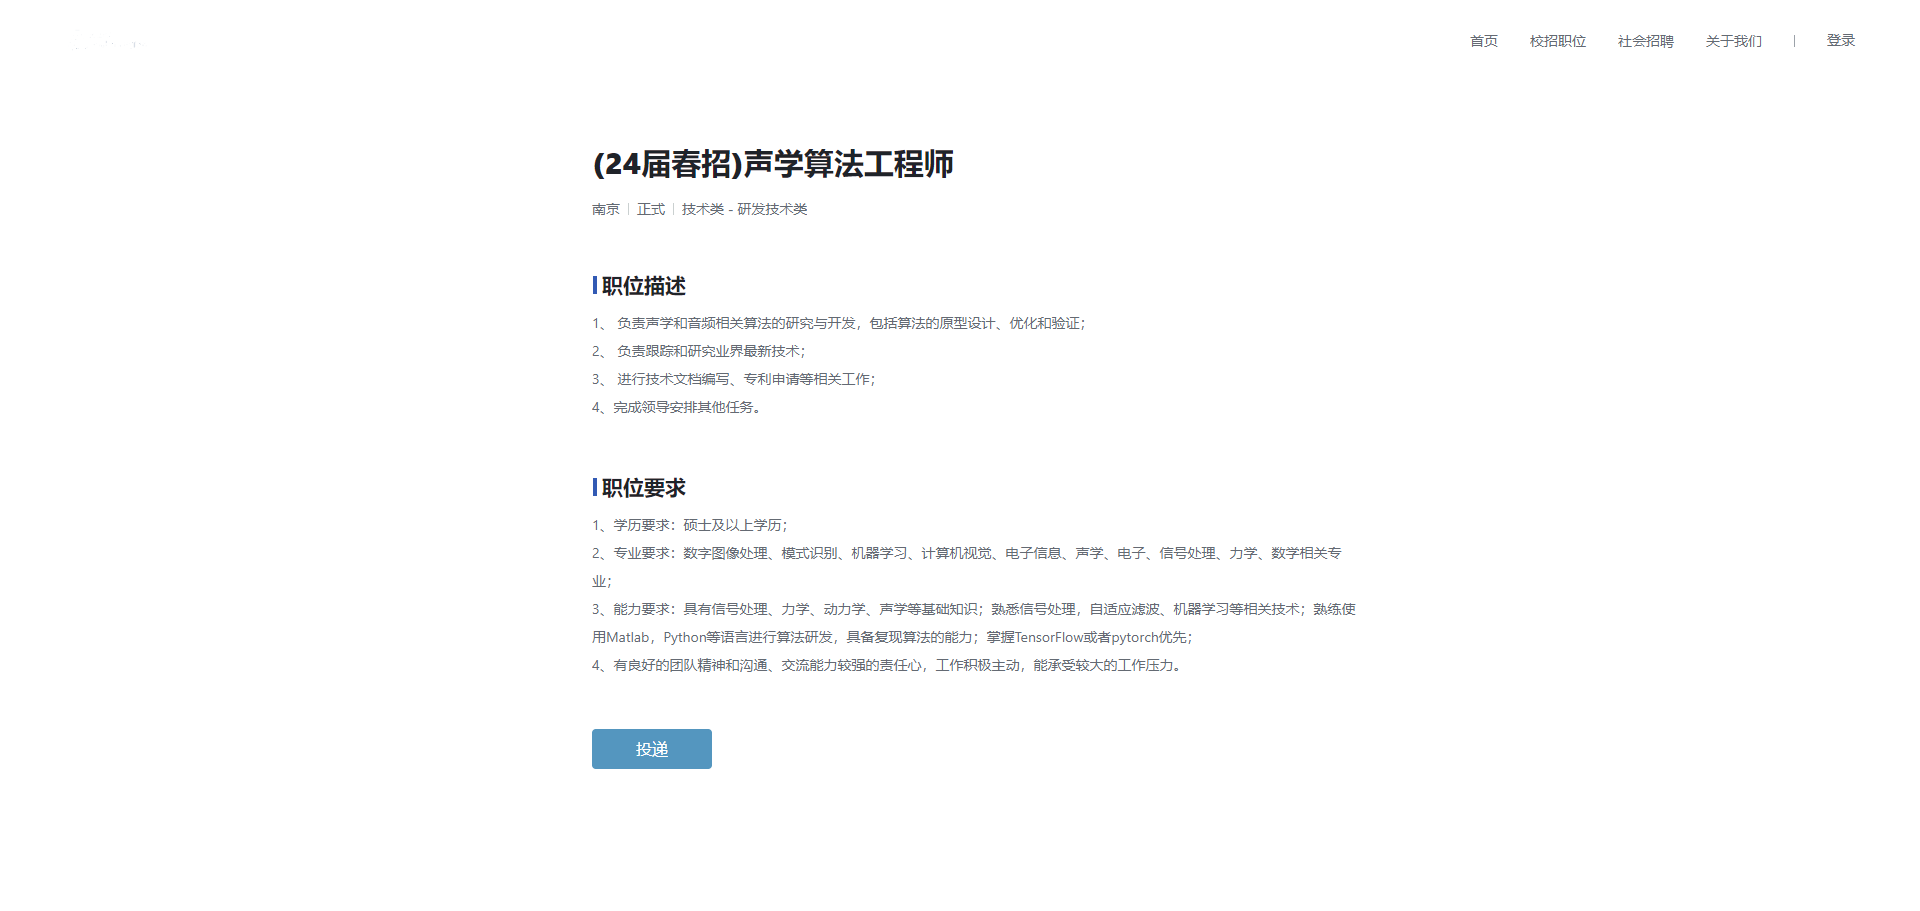 首页 校招职位 社会招聘 关于我们 | 登录
(24届春招)声学算法工程师
南京 | 正式 | 技术类 - 研发技术类
职位描述
1、 负责声学和音频相关算法的研究与开发，包括算法的原型设计、优化和验证；
2、 负责跟踪和研究业界最新技术；
3、 进行技术文档编写、专利申请等相关工作；
4、完成领导安排其他任务。
职位要求
1、学历要求：硕士及以上学历；
2、专业要求：数字图像处理、模式识别、机器学习、计算机视觉、电子信息、声学、电子、信号处理、力学、数学相关专
业；
3、能力要求：具有信号处理、力学、动力学、声学等基础知识；熟悉信号处理，自适应滤波、机器学习等相关技术；熟练使
用Matlab，Python等语言进行算法研发，具备复现算法的能力；掌握TensorFlow或者pytorch优先；
4、有良好的团队精神和沟通、交流能力较强的责任心，工作积极主动，能承受较大的工作压力。
投递